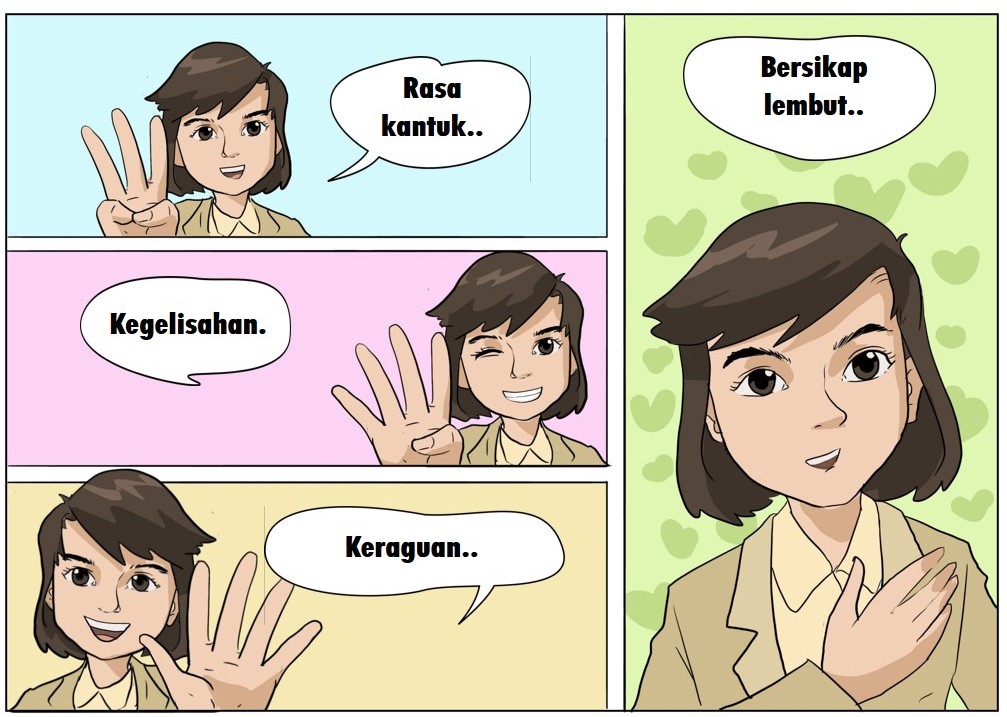 Rasa
kantuk..
Kegelisahan.
Keraguan..
Bersikap
lembut..